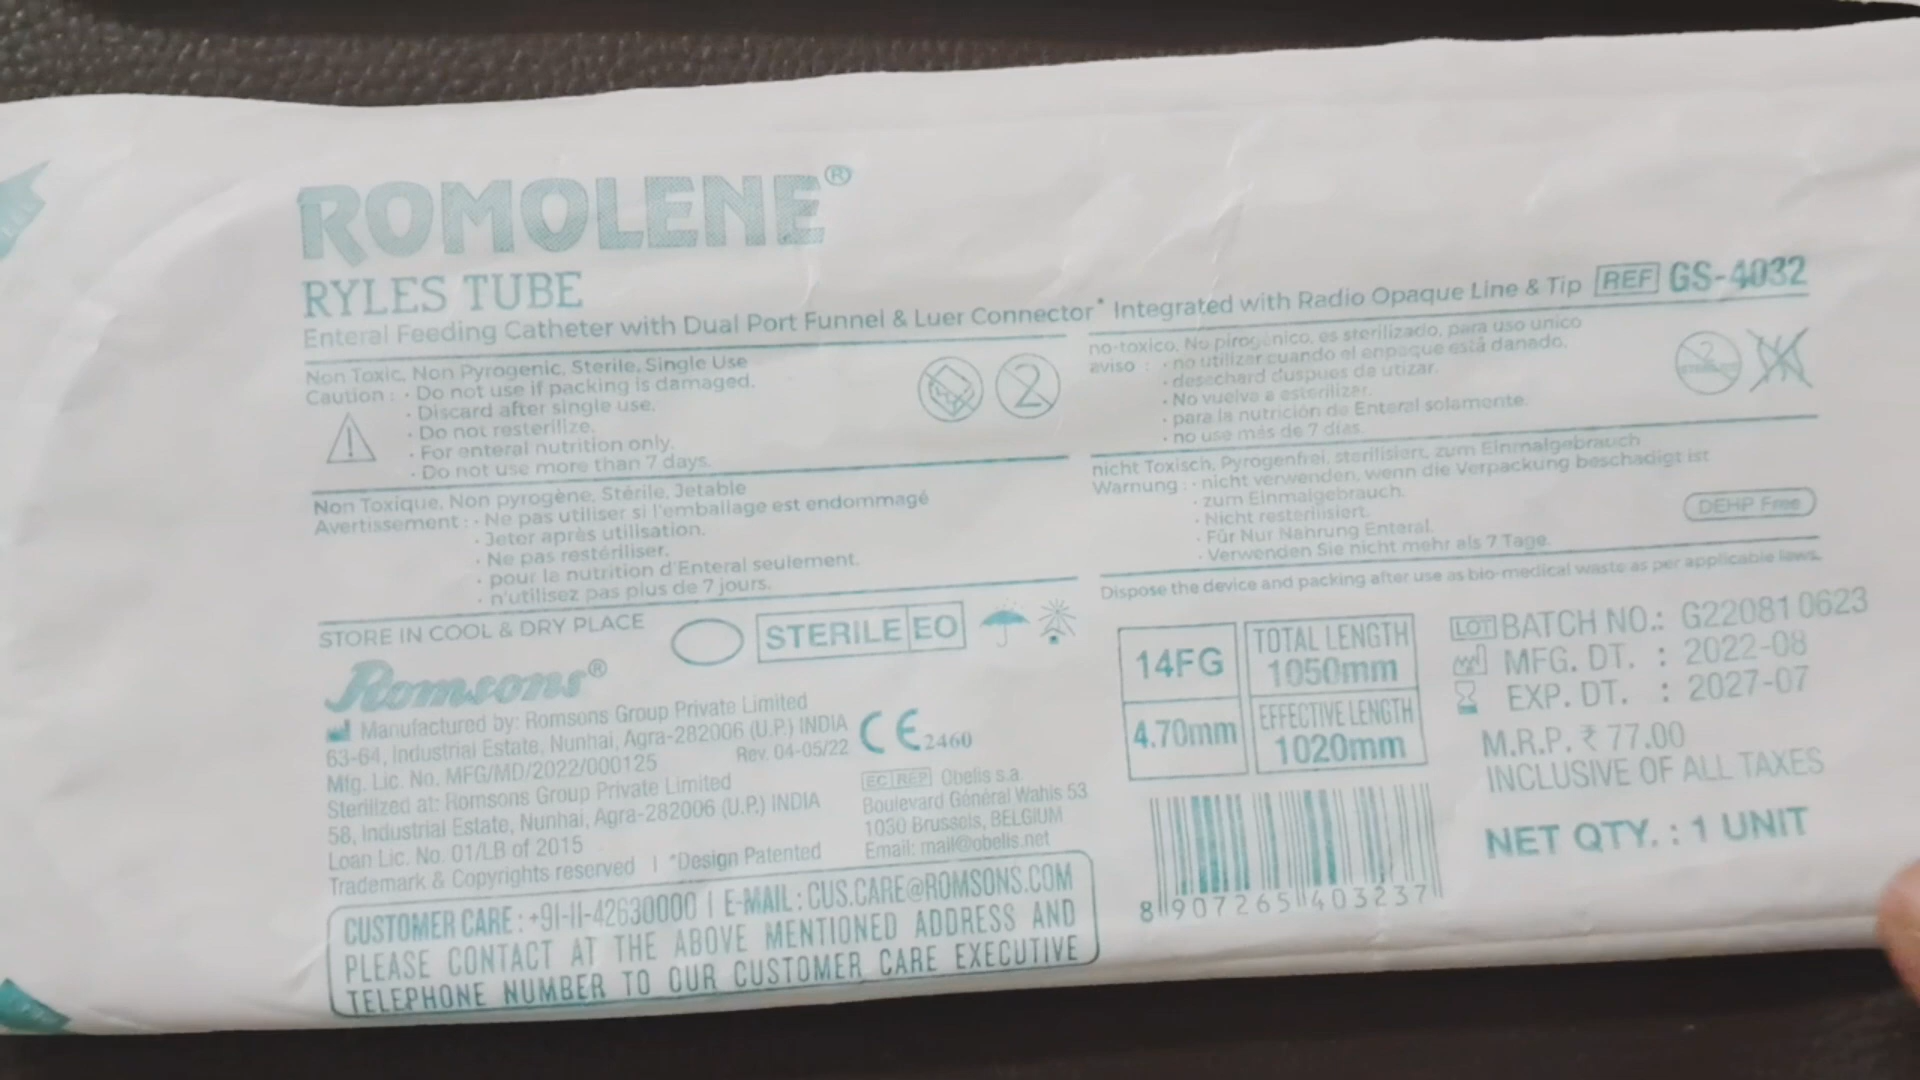 ROMOLENE®
RYLES TUBE
Enteral Feeding Catheter with Dual Port Funnel & Luer Connector* Integrated with Radio Opaque Line & Tip REF GS-4032
Non Toxic, Non Pyrogenic, Sterile, Single Use
Caution : · Do not use if packing is damaged.
· Discard after single use.
· Do not resterilize.
· For enteral nutrition only.
· Do not use more than 7 days.
2
Non Toxique, Non pyrogène, Stérile, Jetable
Avertissement : · Ne pas utiliser si l'emballage est endommagé
· Jeter après utilisation.
· Ne pas restériliser.
· pour la nutrition d'Enteral seulement.
· n'utilisez pas plus de 7 jours.
no-toxico, No pirogénico, es sterilizado, para uso unico
aviso : · no utilizar cuando el enpaque está danado.
· desechard duspues de utizar.
· No vuelva a esterilizar.
· para la nutrición de Enteral solamente.
· no use más de 7 días.
2
nicht Toxisch, Pyrogenfrei, sterilisiert, zum Einmalgebrauch
Warnung : · nicht verwenden, wenn die Verpackung beschadigt ist
· zum Einmalgebrauch.
· Nicht resterilisiert.
· Für Nur Nahrung Enteral.
· Verwenden Sie nicht mehr als 7 Tage.
DEHP Free
Dispose the device and packing after use as bio-medical waste as per applicable laws.
STORE IN COOL & DRY PLACE
STERILE EO
Romsons®
Manufactured by: Romsons Group Private Limited
63-64, Industrial Estate, Nunhai, Agra-282006 (U.P.) INDIA
Mfg. Lic. No. MFG/MD/2022/000125 Rev. 04-05/22
Sterilized at: Romsons Group Private Limited
58, Industrial Estate, Nunhai, Agra-282006 (U.P.) INDIA
Loan Lic. No. 01/LB of 2015
Trademark & Copyrights reserved | *Design Patented
CE 2460
EC REP Obelis s.a
Boulevard Général Wahis 53
1030 Brussels, BELGIUM
Email: mail@obelis.net
CUSTOMER CARE : +91-11-42630000 | E-MAIL : CUS.CARE@ROMSONS.COM
PLEASE CONTACT AT THE ABOVE MENTIONED ADDRESS AND
TELEPHONE NUMBER TO OUR CUSTOMER CARE EXECUTIVE
14FG
4.70mm
TOTAL LENGTH
1050mm
EFFECTIVE LENGTH
1020mm
8 907265 403237
LOT BATCH NO.: G220810623
MFG. DT. : 2022-08
EXP. DT. : 2027-07
M.R.P. ₹ 77.00
INCLUSIVE OF ALL TAXES
NET QTY. : 1 UNIT